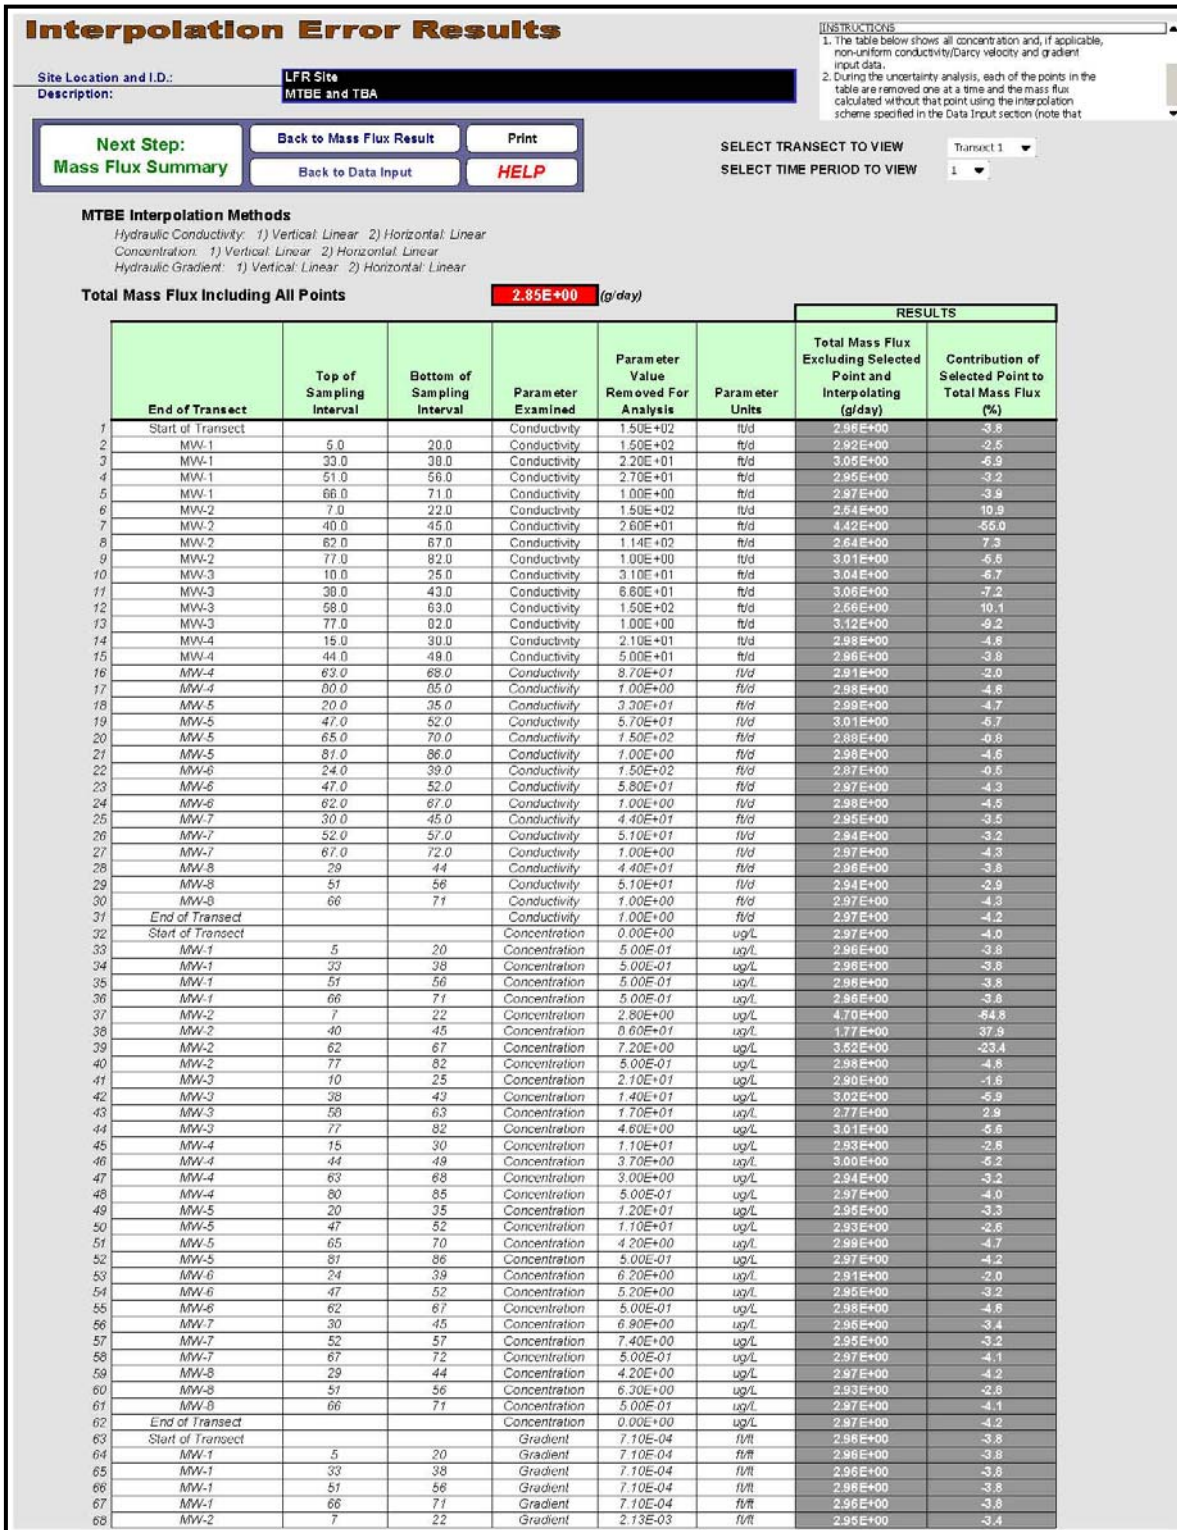 Interpolation Error Results
INSTRUCTIONS
1. The table below shows all concentration and, if applicable,
non-uniform conductivity/Darcy velocity and gradient
input data.
2. During the uncertainty analysis, each of the points in the
table are removed one at a time and the mass flux
calculated without that point using the interpolation
scheme specified in the Data Input section (note that
Site Location and I.D.: LFR Site
Description: MTBE and TBA
Next Step:
Mass Flux Summary
Back to Mass Flux Result Print
Back to Data Input HELP
SELECT TRANSECT TO VIEW Transect 1
SELECT TIME PERIOD TO VIEW 1
MTBE Interpolation Methods
Hydraulic Conductivity: 1) Vertical: Linear 2) Horizontal: Linear
Concentration: 1) Vertical: Linear 2) Horizontal: Linear
Hydraulic Gradient: 1) Vertical: Linear 2) Horizontal: Linear
Total Mass Flux Including All Points 2.85E+00 (g/day)
RESULTS
End of Transect
Top of
Sampling
Interval
Bottom of
Sampling
Interval
Parameter
Examined
Parameter
Value
Removed For
Analysis
Parameter
Units
Total Mass Flux
Excluding Selected
Point and
Interpolating
(g/day)
Contribution of
Selected Point to
Total Mass Flux
(%)
1 Start of Transect Conductivity 1.50E+02 ft/d 2.96E+00 -3.8
2 MW-1 5.0 20.0 Conductivity 1.50E+02 ft/d 2.92E+00 -2.5
3 MW-1 33.0 38.0 Conductivity 2.20E+01 ft/d 3.05E+00 -6.9
4 MW-1 51.0 56.0 Conductivity 2.70E+01 ft/d 2.95E+00 -3.2
5 MW-1 66.0 71.0 Conductivity 1.00E+00 ft/d 2.97E+00 -3.9
6 MW-2 7.0 22.0 Conductivity 1.50E+02 ft/d 2.54E+00 10.9
7 MW-2 40.0 45.0 Conductivity 2.60E+01 ft/d 4.42E+00 -55.0
8 MW-2 62.0 67.0 Conductivity 1.14E+02 ft/d 2.64E+00 7.3
9 MW-2 77.0 82.0 Conductivity 1.00E+00 ft/d 3.01E+00
10 MW-3 10.0 25.0 Conductivity 3.10E+01 ft/d 3.04E+00 -6.7
11 MW-3 38.0 43.0 Conductivity 6.60E+01 ft/d 3.06E+00 -7.2
12 MW-3 58.0 63.0 Conductivity 1.50E+02 ft/d 2.56E+00 10.1
13 MW-3 77.0 82.0 Conductivity 1.00E+00 ft/d 3.12E+00 -9.2
14 MW-4 15.0 30.0 Conductivity 2.10E+01 ft/d 2.98E+00
15 MW-4 44.0 49.0 Conductivity 5.00E+01 ft/d 2.96E+00 -3.8
16 MW-4 63.0 68.0 Conductivity 8.70E+01 ft/d 2.91E+00 -2.0
17 MW-4 80.0 85.0 Conductivity 1.00E+00 ft/d 2.98E+00
18 MW-5 20.0 35.0 Conductivity 3.30E+01 ft/d 2.99E+00 -4.7
19 MW-5 47.0 52.0 Conductivity 5.70E+01 ft/d 3.01E+00
20 MW-5 65.0 70.0 Conductivity 1.50E+02 ft/d 2.88E+00 -0.8
21 MW-5 81.0 86.0 Conductivity 1.00E+00 ft/d 2.98E+00
22 MW-6 24.0 39.0 Conductivity 1.50E+02 ft/d 2.87E+00 -0.5
23 MW-6 47.0 52.0 Conductivity 5.80E+01 ft/d 2.97E+00 -4.3
24 MW-6 62.0 67.0 Conductivity 1.00E+00 ft/d 2.98E+00 -4.5
25 MW-7 30.0 45.0 Conductivity 4.40E+01 ft/d 2.95E+00 -3.5
26 MW-7 52.0 57.0 Conductivity 5.10E+01 ft/d 2.94E+00 -3.2
27 MW-7 67.0 72.0 Conductivity 1.00E+00 ft/d 2.97E+00 -4.3
28 MW-8 29 44 Conductivity 4.40E+01 ft/d 2.96E+00 -3.8
29 MW-8 51 56 Conductivity 5.10E+01 ft/d 2.94E+00 -2.9
30 MW-8 66 71 Conductivity 1.00E+00 ft/d 2.97E+00 -4.3
31 End of Transect Conductivity 1.00E+00 ft/d 2.97E+00 -4.2
32 Start of Transect Concentration 0.00E+00 ug/L 2.97E+00 -4.0
33 MW-1 5 20 Concentration 5.00E-01 ug/L 2.96E+00 -3.8
34 MW-1 33 38 Concentration 5.00E-01 ug/L 2.96E+00 -3.8
35 MW-1 51 56 Concentration 5.00E-01 ug/L 2.96E+00 -3.8
36 MW-1 66 71 Concentration 5.00E-01 ug/L 2.96E+00 -3.8
37 MW-2 7 22 Concentration 2.80E+00 ug/L 4.70E+00 -64.8
38 MW-2 40 45 Concentration 8.60E+01 ug/L 1.77E+00 37.9
39 MW-2 62 67 Concentration 7.20E+00 ug/L 3.52E+00 -23.4
40 MW-2 77 82 Concentration 5.00E-01 ug/L 2.98E+00
41 MW-3 10 25 Concentration 2.10E+01 ug/L 2.90E+00 -1.6
42 MW-3 38 43 Concentration 1.40E+01 ug/L 3.02E+00 -5.9
43 MW-3 58 63 Concentration 1.70E+01 ug/L 2.77E+00 2.9
44 MW-3 77 82 Concentration 4.60E+00 ug/L 3.01E+00 -5.6
45 MW-4 15 30 Concentration 1.10E+01 ug/L 2.93E+00
46 MW-4 44 49 Concentration 3.70E+00 ug/L 3.00E+00 -5.2
47 MW-4 63 68 Concentration 3.00E+00 ug/L 2.94E+00 -3.2
48 MW-4 80 85 Concentration 5.00E-01 ug/L 2.97E+00 -4.0
49 MW-5 20 35 Concentration 1.20E+01 ug/L 2.95E+00 -3.3
50 MW-5 47 52 Concentration 1.10E+01 ug/L 2.93E+00
51 MW-5 65 70 Concentration 4.20E+00 ug/L 2.99E+00 -4.7
52 MW-5 81 86 Concentration 5.00E-01 ug/L 2.97E+00 -4.2
53 MW-6 24 39 Concentration 6.20E+00 ug/L 2.91E+00 -2.0
54 MW-6 47 52 Concentration 5.20E+00 ug/L 2.95E+00 -3.2
55 MW-6 62 67 Concentration 5.00E-01 ug/L 2.98E+00
56 MW-7 30 45 Concentration 6.90E+00 ug/L 2.95E+00 -3.4
57 MW-7 52 57 Concentration 7.40E+00 ug/L 2.95E+00 -3.2
58 MW-7 67 72 Concentration 5.00E-01 ug/L 2.97E+00 -4.1
59 MW-8 29 44 Concentration 4.20E+00 ug/L 2.97E+00 -4.2
60 MW-8 51 56 Concentration 6.30E+00 ug/L 2.93E+00 -2.8
61 MW-8 66 71 Concentration 5.00E-01 ug/L 2.97E+00 -4.1
62 End of Transect Concentration 0.00E+00 ug/L 2.97E+00 -4.2
63 Start of Transect Gradient 7.10E-04 ft/ft 2.96E+00 -3.8
64 MW-1 5 20 Gradient 7.10E-04 ft/ft 2.96E+00 -3.8
65 MW-1 33 38 Gradient 7.10E-04 ft/ft 2.96E+00 -3.8
66 MW-1 51 56 Gradient 7.10E-04 ft/ft 2.96E+00 -3.8
67 MW-1 66 71 Gradient 7.10E-04 ft/ft 2.96E+00 -3.8
68 MW-2 7 22 Gradient 2.13E-03 ft/ft 2.95E+00 -3.4